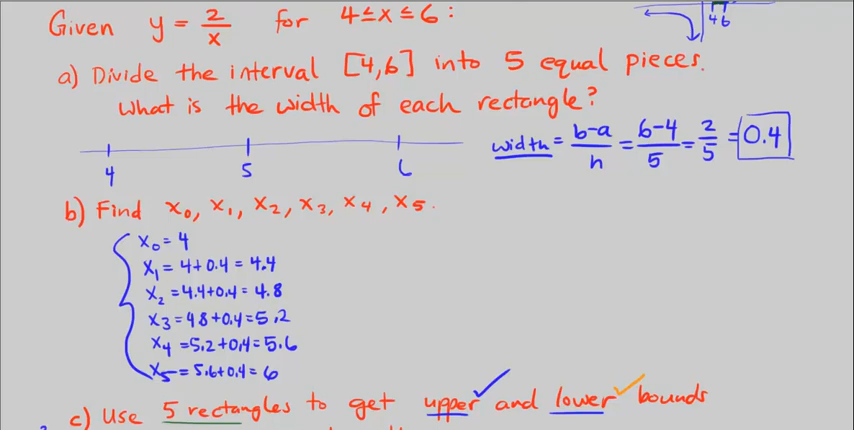 Given y = 2/x for 4 ≤ x ≤ 6 :
4 6
a) Divide the interval [4,6] into 5 equal pieces.
What is the width of each rectangle?
width = b-a/n = 6-4/5 = 2/5 = 0.4
4 5 6
b) Find x₀, x₁, x₂, x₃, x₄, x₅.
x₀ = 4
x₁ = 4+0.4 = 4.4
x₂ = 4.4+0.4 = 4.8
x₃ = 4.8+0.4 = 5.2
x₄ = 5.2+0.4 = 5.6
x₅ = 5.6+0.4 = 6
c) Use 5 rectangles to get upper and lower bounds